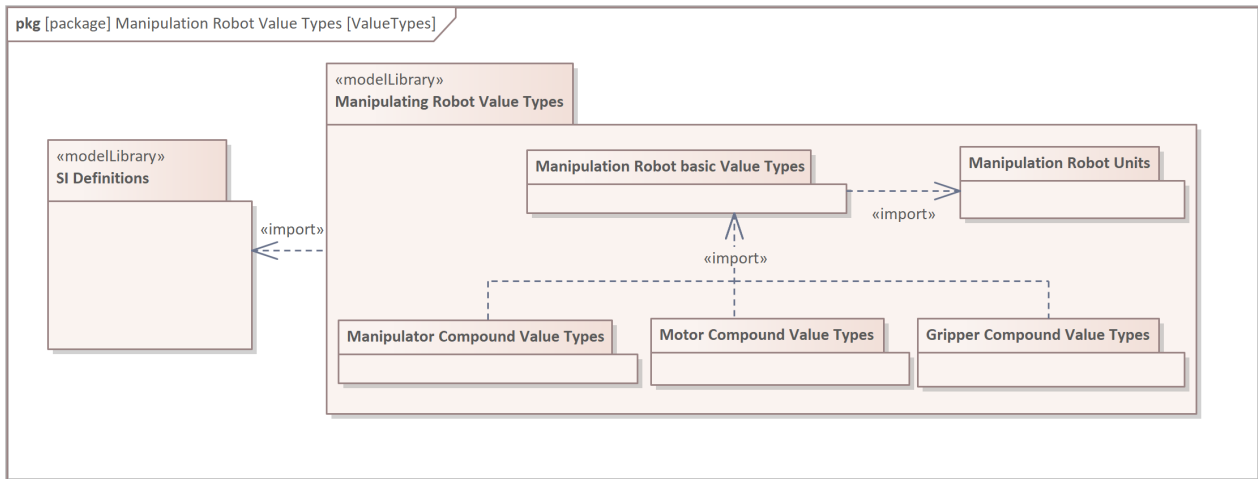 pkg [package] Manipulation Robot Value Types [ValueTypes]
«modelLibrary»
Manipulating Robot Value Types
«modelLibrary»
SI Definitions
«import»
Manipulation Robot basic Value Types
Manipulation Robot Units
«import»
«import»
Manipulator Compound Value Types
Motor Compound Value Types
Gripper Compound Value Types